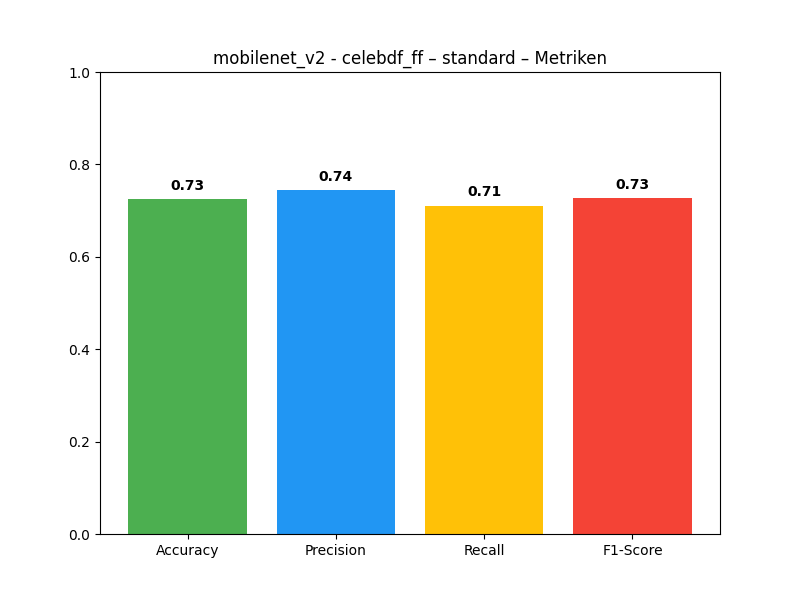 mobilenet_v2 - celebdf_ff – standard – Metriken
1.0
0.8
0.6
0.4
0.2
0.0
0.73
0.74
0.71
0.73
Accuracy
Precision
Recall
F1-Score